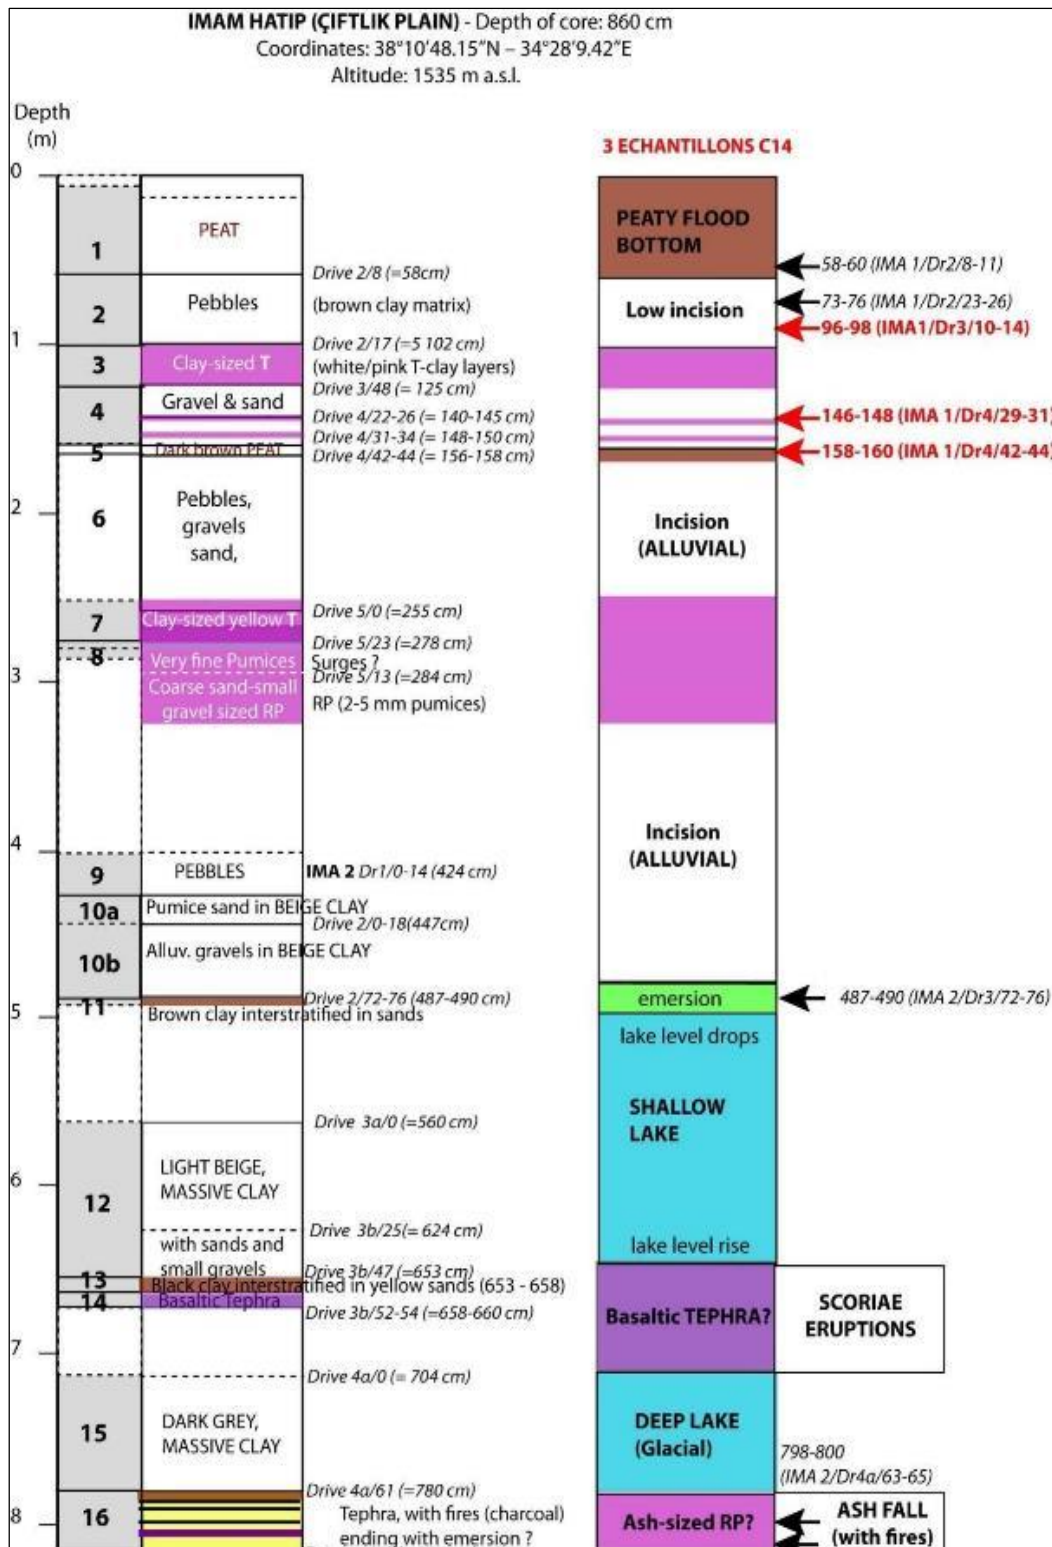 IMAM HATIP (ÇIFTLIK PLAIN) - Depth of core: 860 cm
Coordinates: 38°10'48.15"N – 34°28'9.42"E
Altitude: 1535 m a.s.l.
Depth
(m)
3 ECHANTILLONS C14
0
1
PEAT
PEATY FLOOD
BOTTOM
Drive 2/8 (=58cm)
58-60 (IMA 1/Dr2/8-11)
2
Pebbles
(brown clay matrix)
Low incision
73-76 (IMA 1/Dr2/23-26)
96-98 (IMA1/Dr3/10-14)
1
Drive 2/17 (=5 102 cm)
3
Clay-sized T
(white/pink T-clay layers)
Drive 3/48 (= 125 cm)
4
Gravel & sand
Drive 4/22-26 (= 140-145 cm)
146-148 (IMA 1/Dr4/29-31)
Drive 4/31-34 (= 148-150 cm)
5
Dark brown PEAT
Drive 4/42-44 (= 156-158 cm)
158-160 (IMA 1/Dr4/42-44)
2
6
Pebbles,
gravels
sand,
Incision
(ALLUVIAL)
7
Clay-sized yellow T
Drive 5/0 (=255 cm)
Drive 5/23 (=278 cm)
8
Very fine Pumices
Surges ?
3
Drive 5/13 (=284 cm)
Coarse sand-small
gravel sized RP
RP (2-5 mm pumices)
4
Incision
(ALLUVIAL)
9
PEBBLES
IMA 2 Dr1/0-14 (424 cm)
10a
Pumice sand in BEIGE CLAY
Drive 2/0-18(447cm)
10b
Alluv. gravels in BEIGE CLAY
11
Drive 2/72-76 (487-490 cm)
emersion
487-490 (IMA 2/Dr3/72-76)
5
Brown clay interstratified in sands
lake level drops
SHALLOW
LAKE
Drive 3a/0 (=560 cm)
6
12
LIGHT BEIGE,
MASSIVE CLAY
Drive 3b/25(= 624 cm)
with sands and
small gravels
lake level rise
Drive 3b/47 (=653 cm)
13
Black clay interstratified in yellow sands (653 - 658)
14
Basaltic Tephra
Drive 3b/52-54 (=658-660 cm)
Basaltic TEPHRA?
SCORIAE
ERUPTIONS
7
Drive 4a/0 (= 704 cm)
15
DARK GREY,
MASSIVE CLAY
DEEP LAKE
(Glacial)
798-800
(IMA 2/Dr4a/63-65)
Drive 4a/61 (=780 cm)
8
16
Tephra, with fires (charcoal)
ending with emersion ?
Ash-sized RP?
ASH FALL
(with fires)